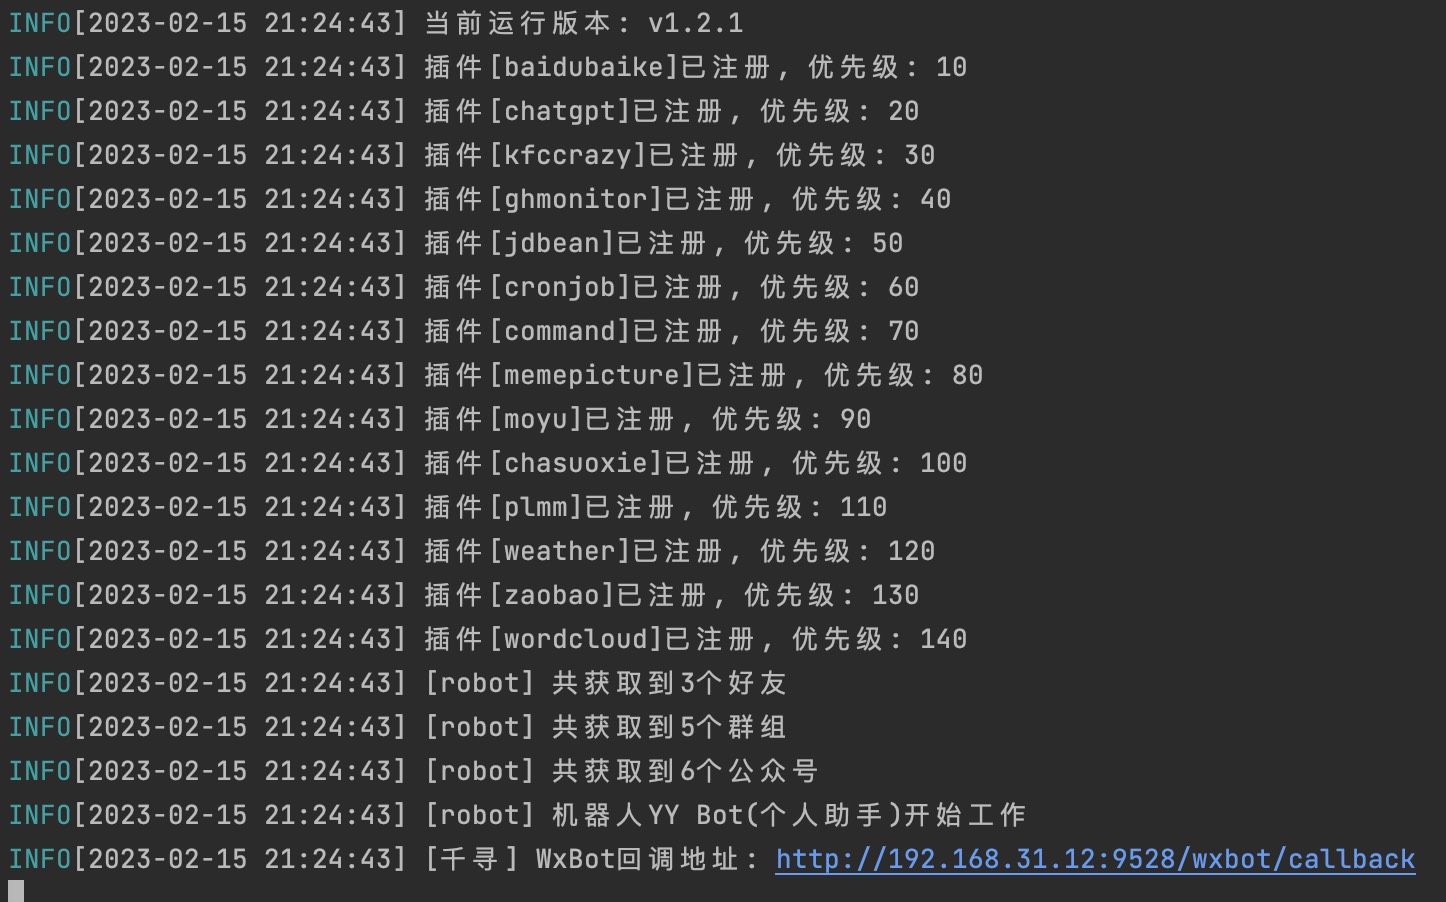 INFO[2023-02-15 21:24:43] 当前运行版本: v1.2.1
INFO[2023-02-15 21:24:43] 插件[baidubaike]已注册, 优先级: 10
INFO[2023-02-15 21:24:43] 插件[chatgpt]已注册, 优先级: 20
INFO[2023-02-15 21:24:43] 插件[kfccrazy]已注册, 优先级: 30
INFO[2023-02-15 21:24:43] 插件[ghmonitor]已注册, 优先级: 40
INFO[2023-02-15 21:24:43] 插件[jdbean]已注册, 优先级: 50
INFO[2023-02-15 21:24:43] 插件[cronjob]已注册, 优先级: 60
INFO[2023-02-15 21:24:43] 插件[command]已注册, 优先级: 70
INFO[2023-02-15 21:24:43] 插件[memepicture]已注册, 优先级: 80
INFO[2023-02-15 21:24:43] 插件[moyu]已注册, 优先级: 90
INFO[2023-02-15 21:24:43] 插件[chasuoxie]已注册, 优先级: 100
INFO[2023-02-15 21:24:43] 插件[plmm]已注册, 优先级: 110
INFO[2023-02-15 21:24:43] 插件[weather]已注册, 优先级: 120
INFO[2023-02-15 21:24:43] 插件[zaobao]已注册, 优先级: 130
INFO[2023-02-15 21:24:43] 插件[wordcloud]已注册, 优先级: 140
INFO[2023-02-15 21:24:43] [robot] 共获取到3个好友
INFO[2023-02-15 21:24:43] [robot] 共获取到5个群组
INFO[2023-02-15 21:24:43] [robot] 共获取到6个公众号
INFO[2023-02-15 21:24:43] [robot] 机器人YY Bot(个人助手)开始工作
INFO[2023-02-15 21:24:43] [千寻] WxBot回调地址: http://192.168.31.12:9528/wxbot/callback